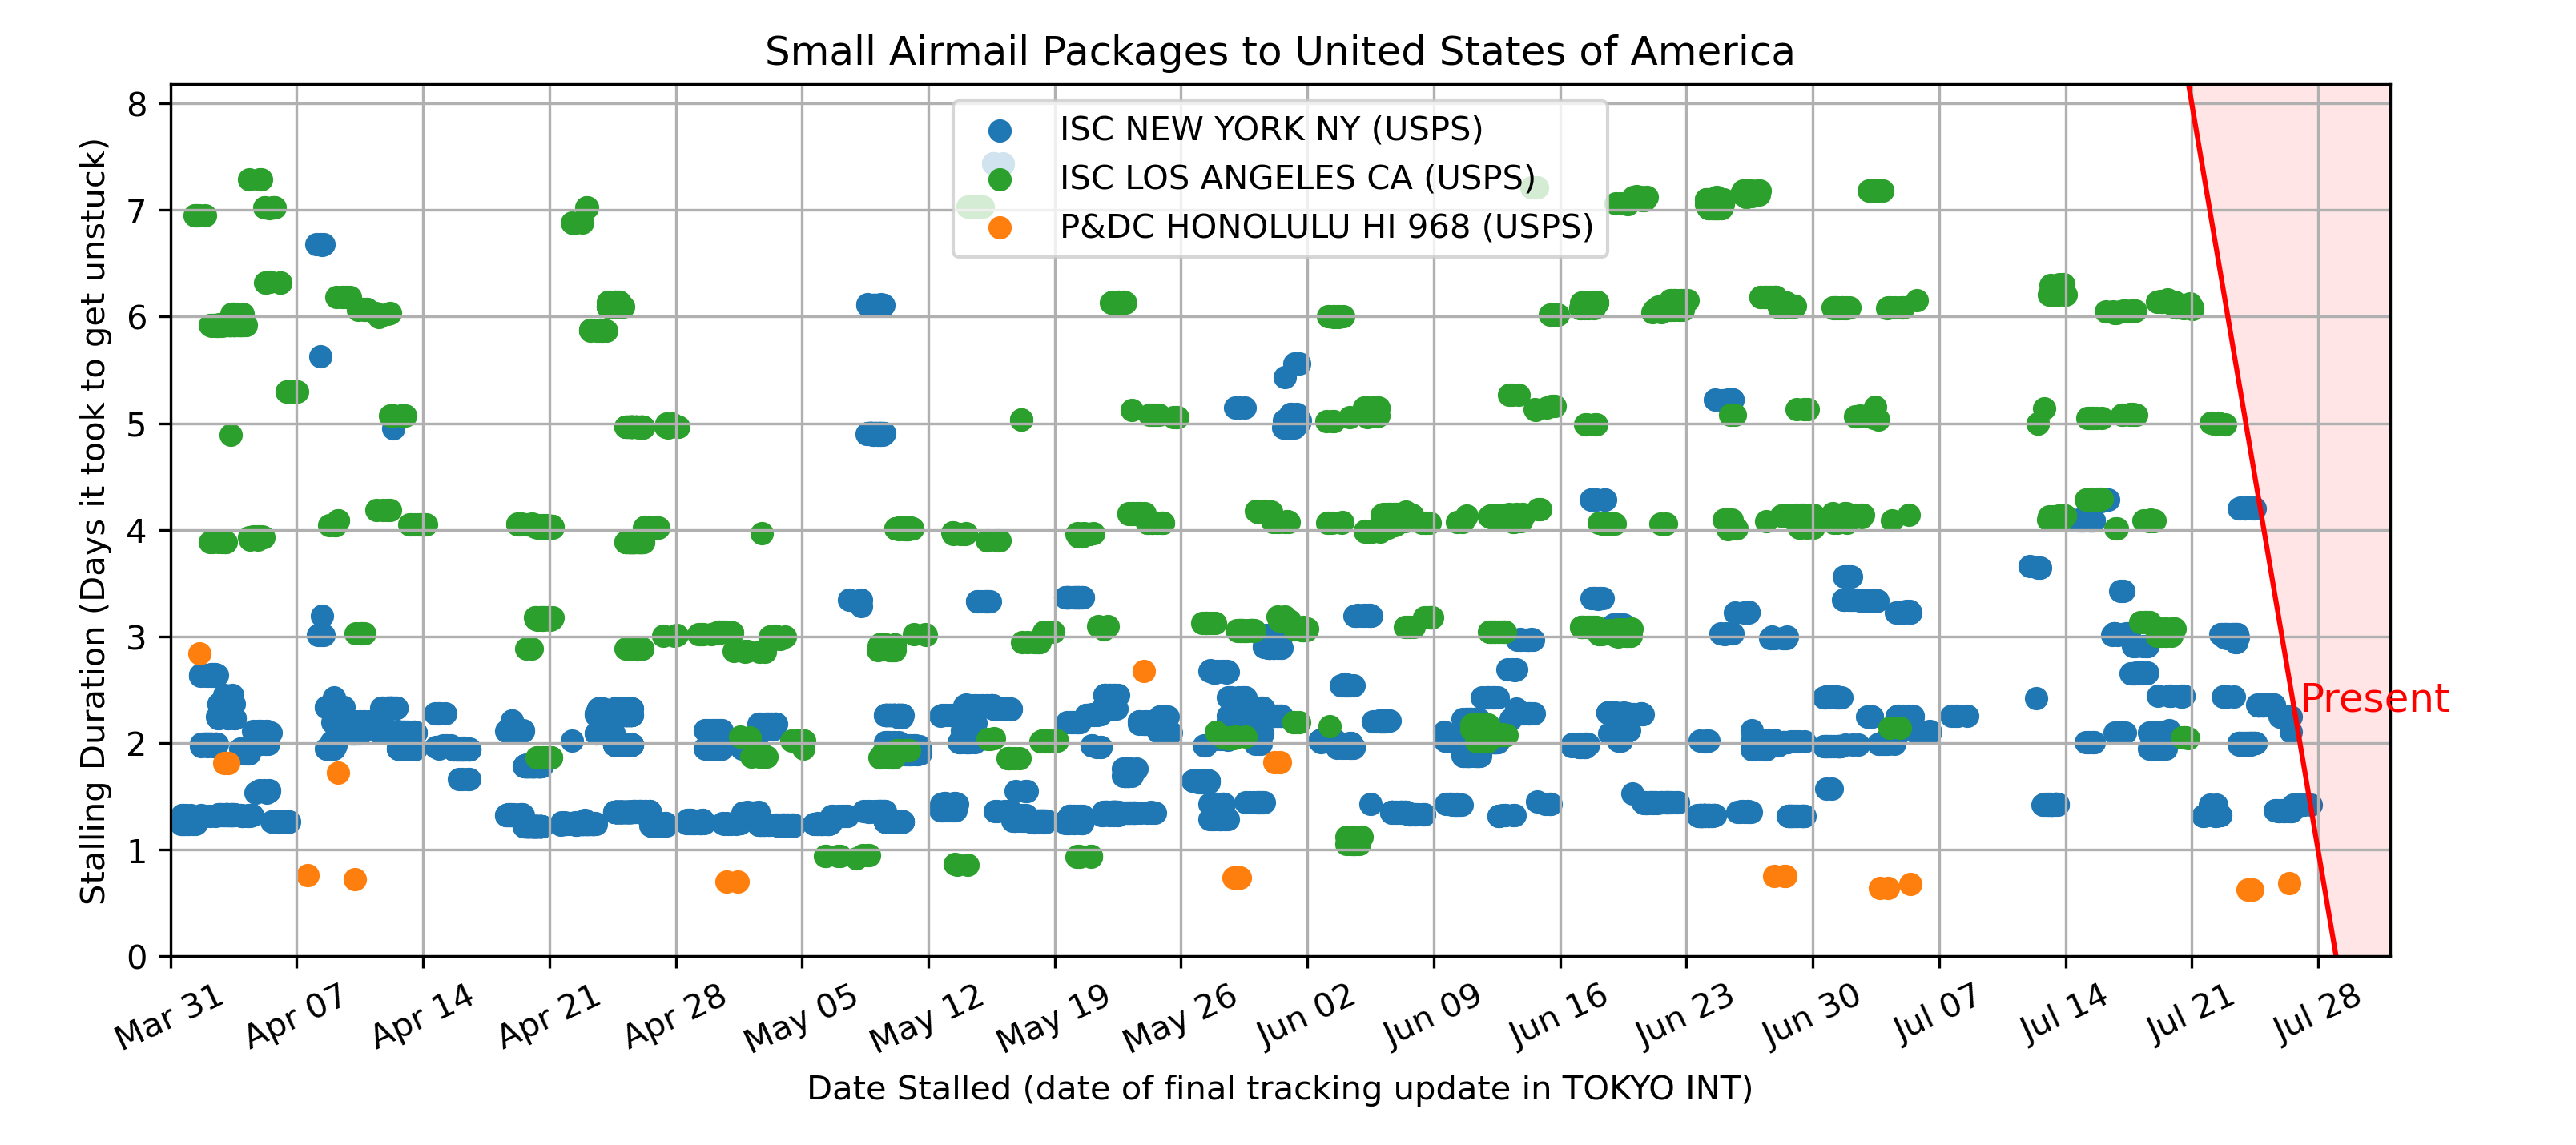 Small Airmail Packages to United States of America
ISC NEW YORK NY (USPS)
ISC LOS ANGELES CA (USPS)
P&DC HONOLULU HI 968 (USPS)
Stalling Duration (Days it took to get unstuck)
8
7
6
5
4
3
2
1
0
Present
Mar 31
Apr 07
Apr 14
Apr 21
Apr 28
May 05
May 12
May 19
May 26
Jun 02
Jun 09
Jun 16
Jun 23
Jun 30
Jul 07
Jul 14
Jul 21
Jul 28
Date Stalled (date of final tracking update in TOKYO INT)